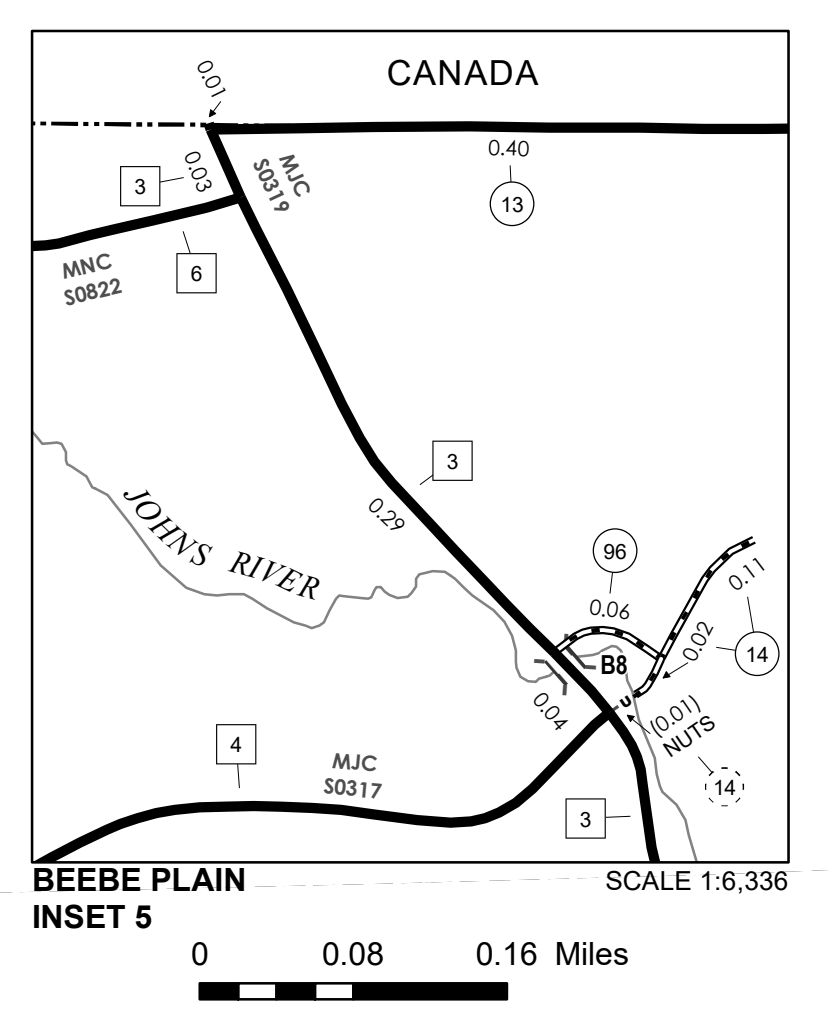 CANADA
0.01
0.40
13
3
0.03
MJC
S0319
MNC
S0822
6
3
0.29
JOHNS RIVER
96
0.06
0.11
0.02
14
B8
0.04
(0.01)
NUTS
14
U
4
MJC
S0317
3
BEEBE PLAIN
INSET 5
SCALE 1:6,336
0 0.08 0.16 Miles